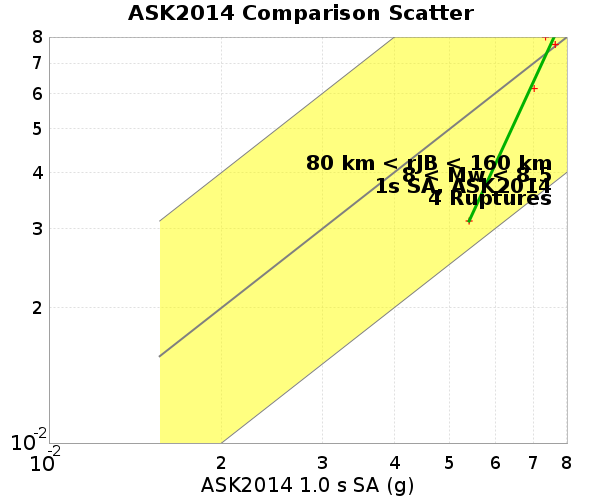 ASK2014 Comparison Scatter
8
7
6
5
4
3
2
10-2
80 km < rJB < 160 km
8 < Mw < 8.5
1s SA, ASK2014
4 Ruptures
10-2
2
3
4
5
6
7
8
ASK2014 1.0 s SA (g)